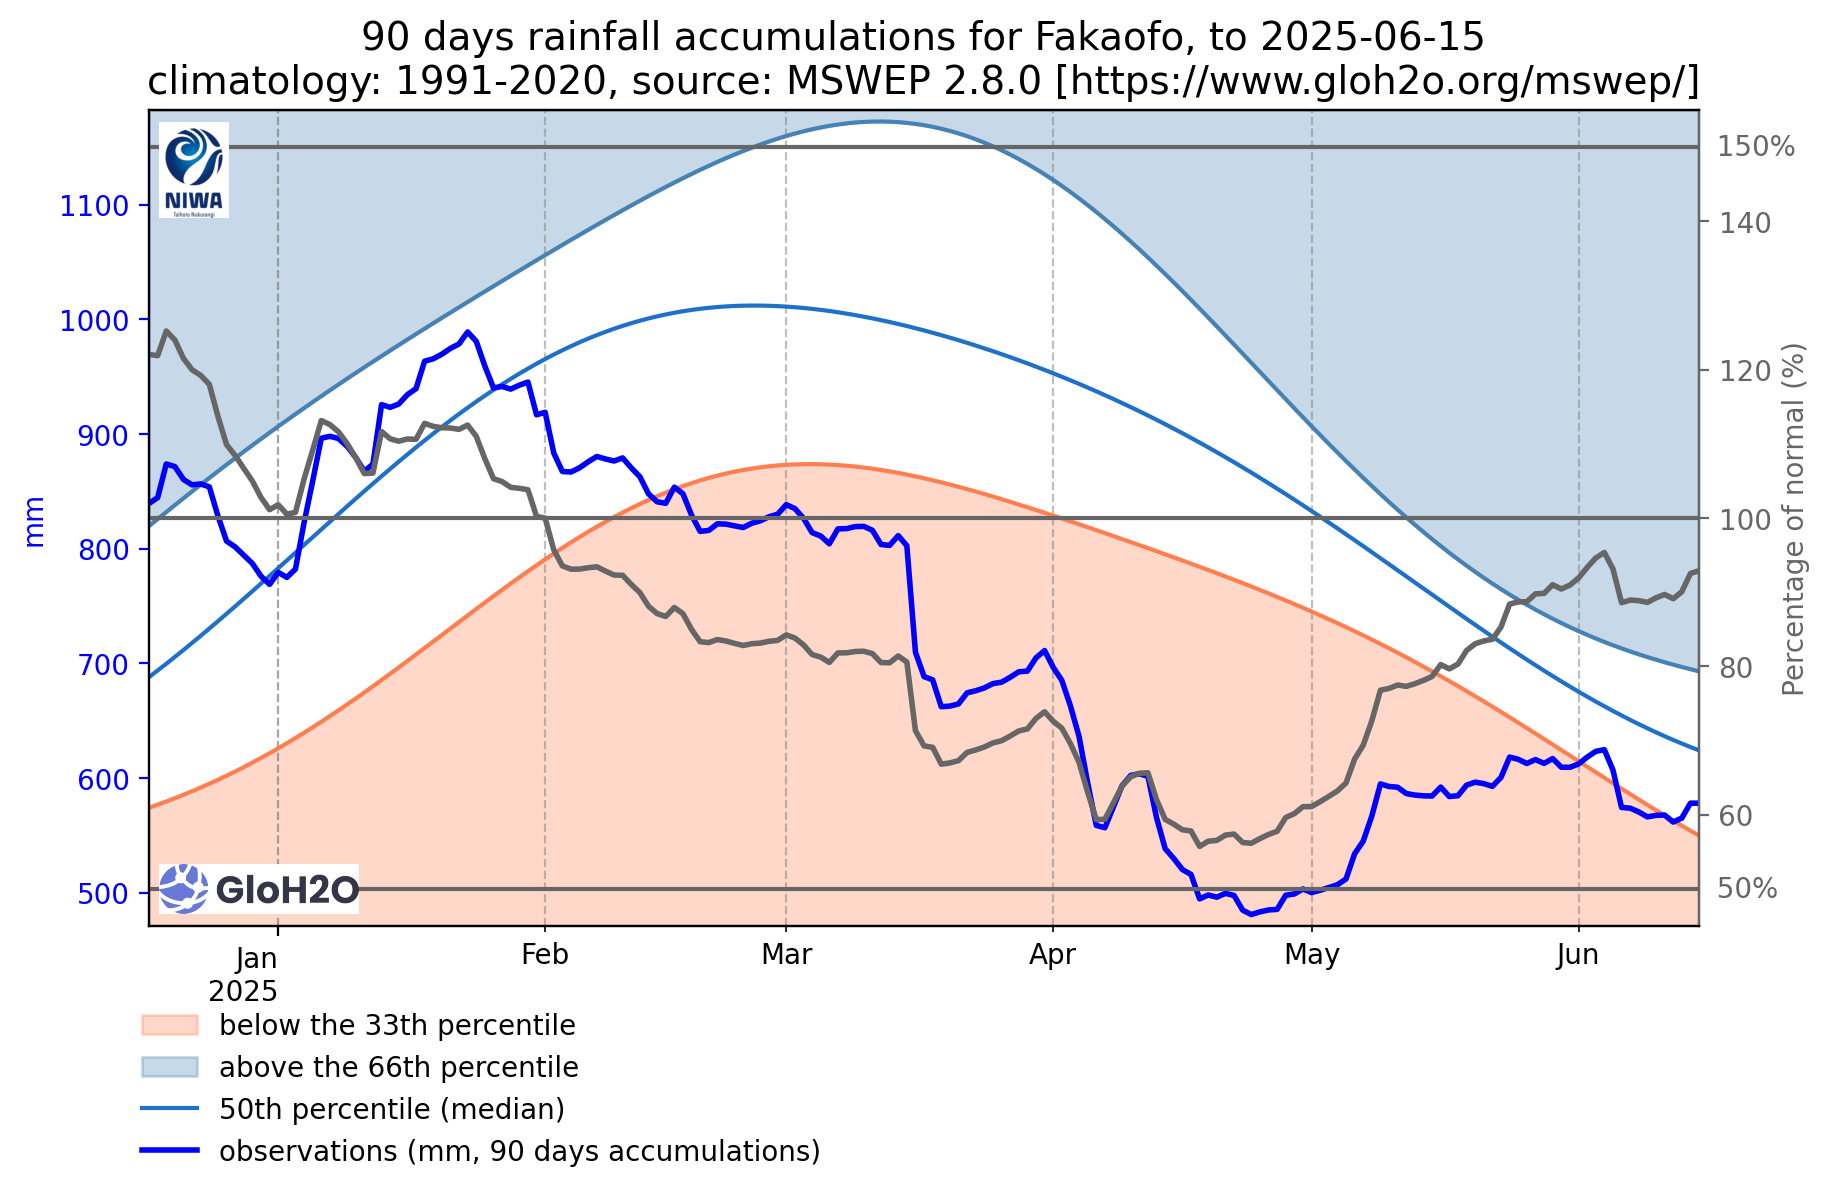 90 days rainfall accumulations for Fakaofo, to 2025-06-15
climatology: 1991-2020, source: MSWEP 2.8.0 [https://www.gloh2o.org/mswep/]
NIWA
Taihoro Nukurangi
150%
1100
140
1000
120
900
Percentage of normal (%)
mm
100
800
700
80
600
60
GloH2O
500
50%
Jan
2025
Feb
Mar
Apr
May
Jun
below the 33th percentile
above the 66th percentile
50th percentile (median)
observations (mm, 90 days accumulations)